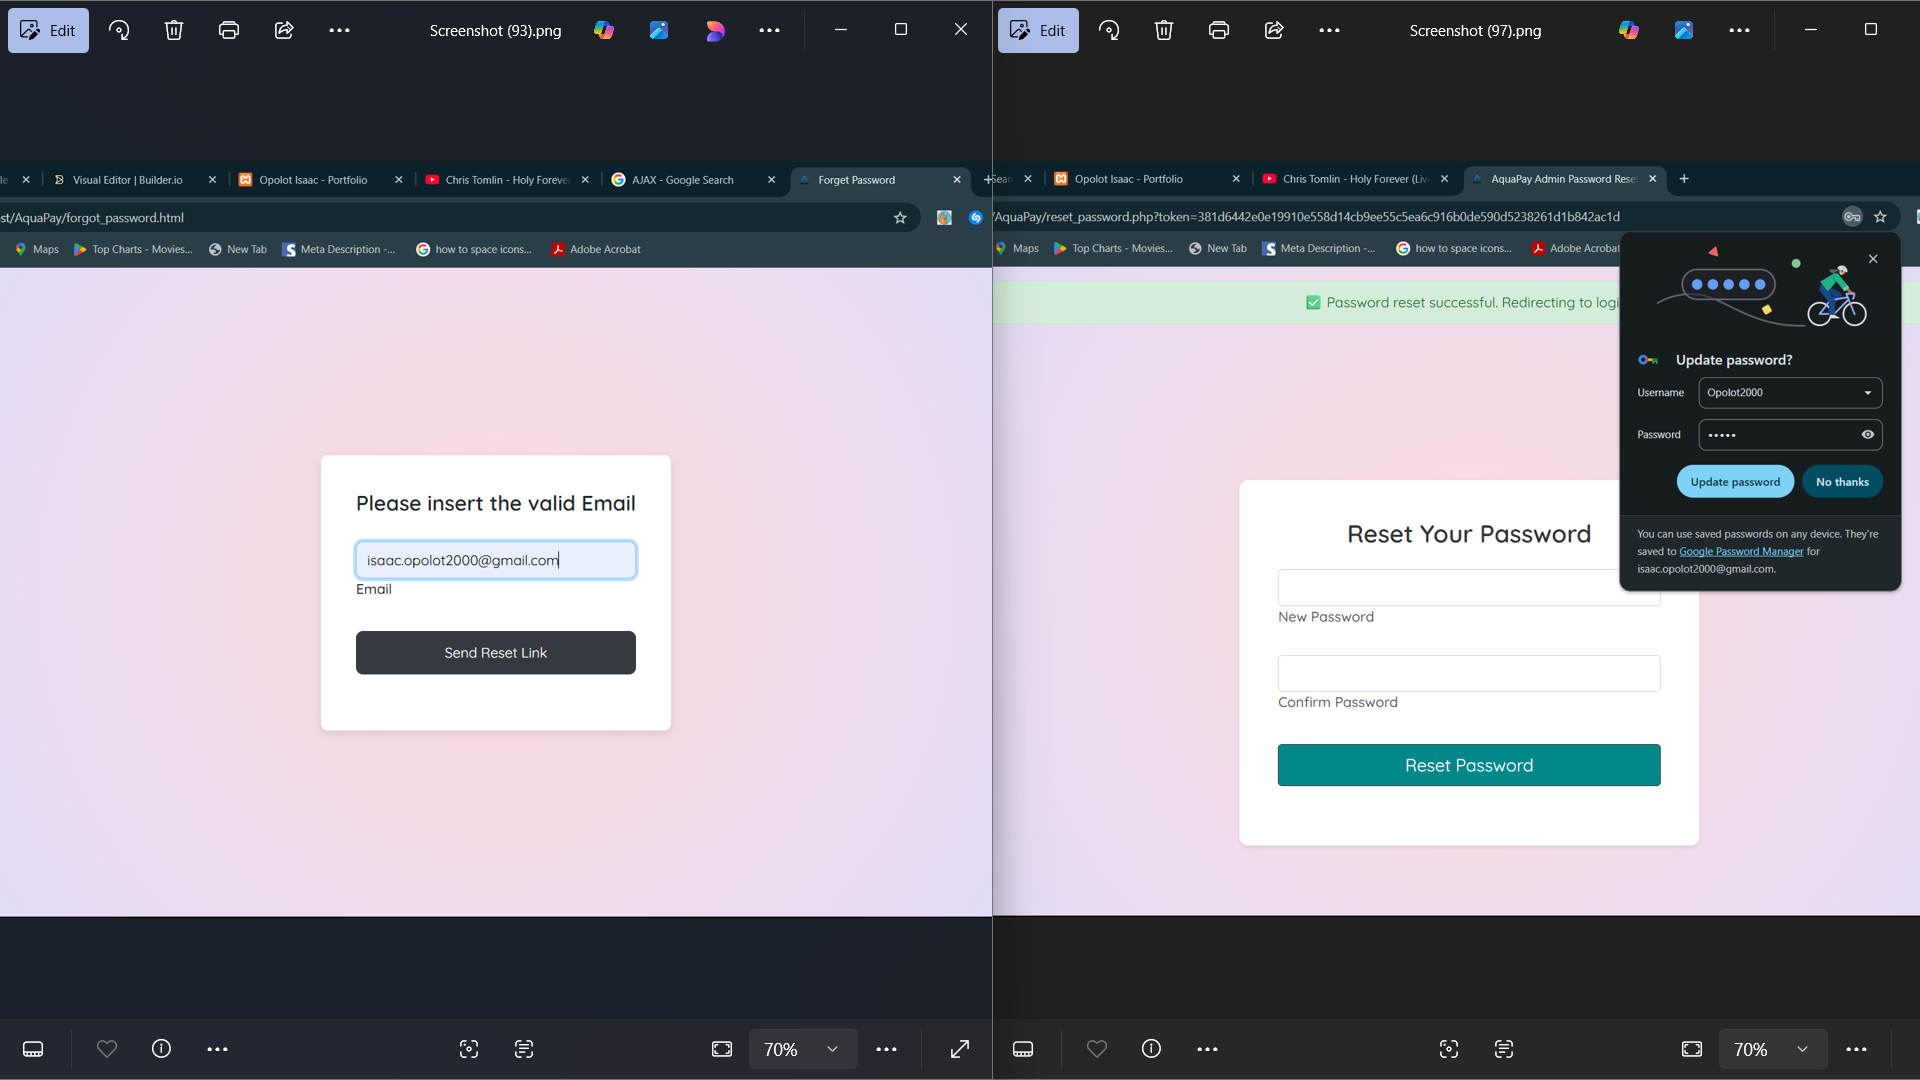 Edit
Screenshot (93).png
le
Visual Editor | Builder.io
Opolot Isaac - Portfolio
Chris Tomlin - Holy Foreve
AJAX - Google Search
Forget Password
st/AquaPay/forgot_password.html
Maps
Top Charts - Movies...
New Tab
Meta Description -...
how to space icons...
Adobe Acrobat
Please insert the valid Email
isaac.opolot2000@gmail.com
Email
Send Reset Link
70%
Edit
Screenshot (97).png
Sear
Opolot Isaac - Portfolio
Chris Tomlin - Holy Forever (Liv
AquaPay Admin Password Rese
/AquaPay/reset_password.php?token=381d6442e0e19910e558d14cb9ee55c5ea6c916b0de590d5238261d1b842ac1d
Maps
Top Charts - Movies...
New Tab
Meta Description -...
how to space icons...
Adobe Acrobat
✅ Password reset successful. Redirecting to logi
Update password?
Username
Opolot2000
Password
•••••
Update password
No thanks
You can use saved passwords on any device. They're
saved to Google Password Manager for
isaac.opolot2000@gmail.com.
Reset Your Password
New Password
Confirm Password
Reset Password
70%